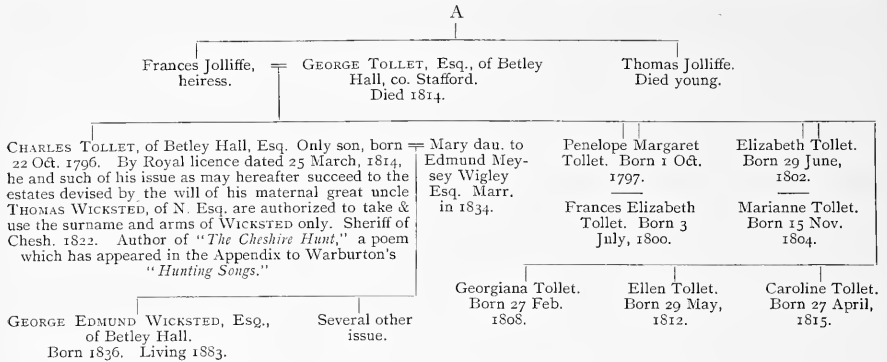 A
Frances Jolliffe,
heiress.
=
GEORGE TOLLET, Esq., of Betley
Hall, co. Stafford.
Died 1814.
Thomas Jolliffe.
Died young.
CHARLES TOLLET, of Betley Hall, Esq. Only son, born
22 Oct. 1796. By Royal licence dated 25 March, 1814,
he and such of his issue as may hereafter succeed to the
estates devised by the will of his maternal great uncle
THOMAS WICKSTED, of N. Esq. are authorized to take &
use the surname and arms of WICKSTED only. Sheriff of
Chesh. 1822. Author of "The Cheshire Hunt," a poem
which has appeared in the Appendix to Warburton's
"Hunting Songs."
=
Mary dau. to
Edmund Mey-
sey Wigley
Esq. Marr.
in 1834.
Penelope Margaret
Tollet. Born 1 Oct.
1797.
Frances Elizabeth
Tollet. Born 3
July, 1800.
Elizabeth Tollet.
Born 29 June,
1802.
Marianne Tollet.
Born 15 Nov.
1804.
Georgiana Tollet.
Born 27 Feb.
1808.
Ellen Tollet.
Born 29 May,
1812.
Caroline Tollet.
Born 27 April,
1815.
GEORGE EDMUND WICKSTED, Esq.,
of Betley Hall.
Born 1836. Living 1883.
Several other
issue.